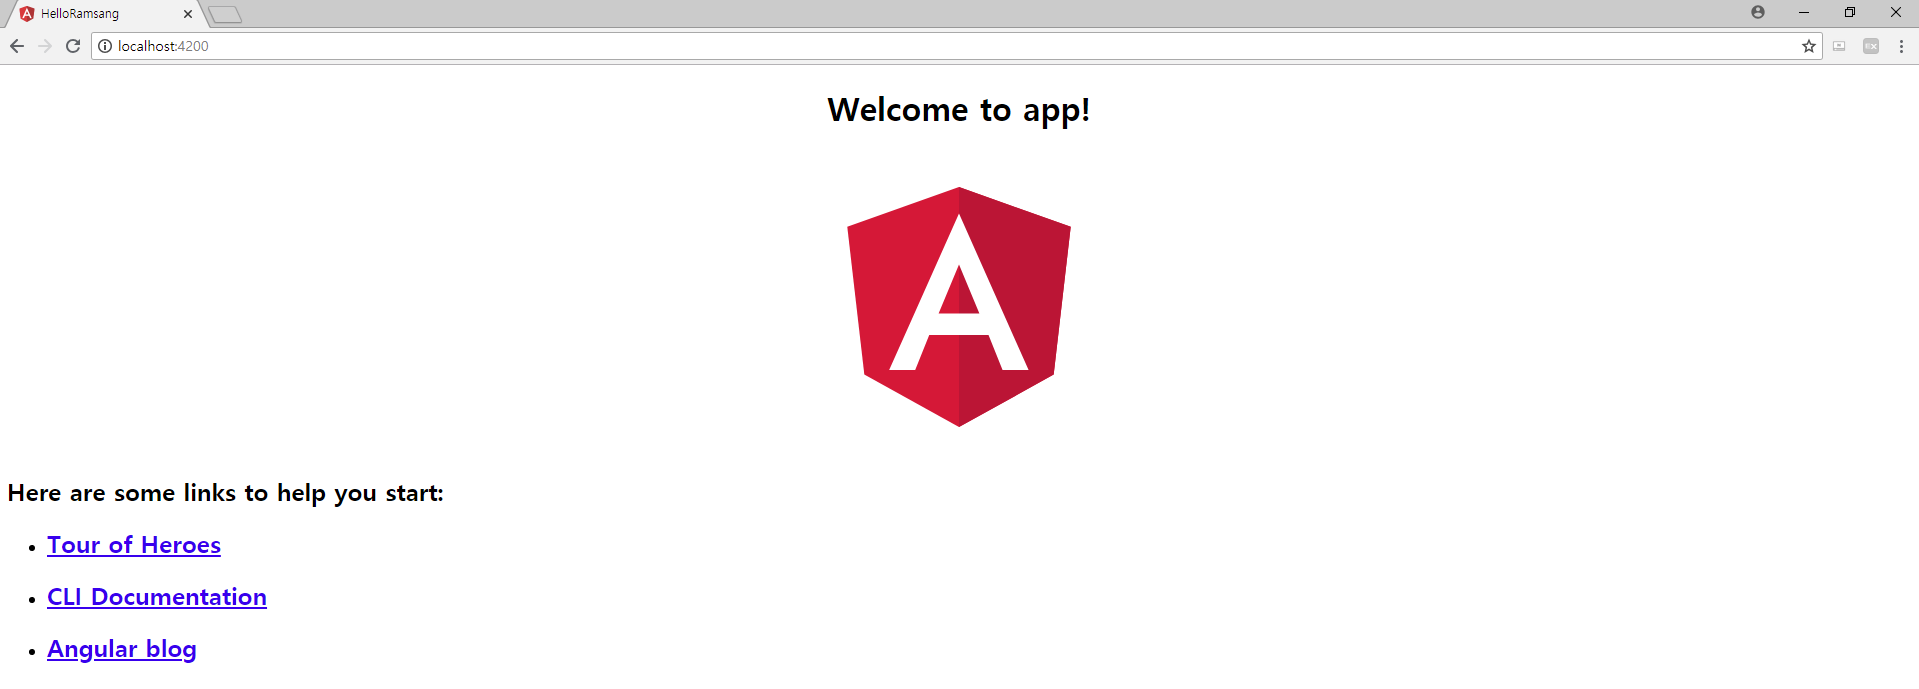 HelloRamsang
localhost:4200
Welcome to app!
A
Here are some links to help you start:
Tour of Heroes
CLI Documentation
Angular blog